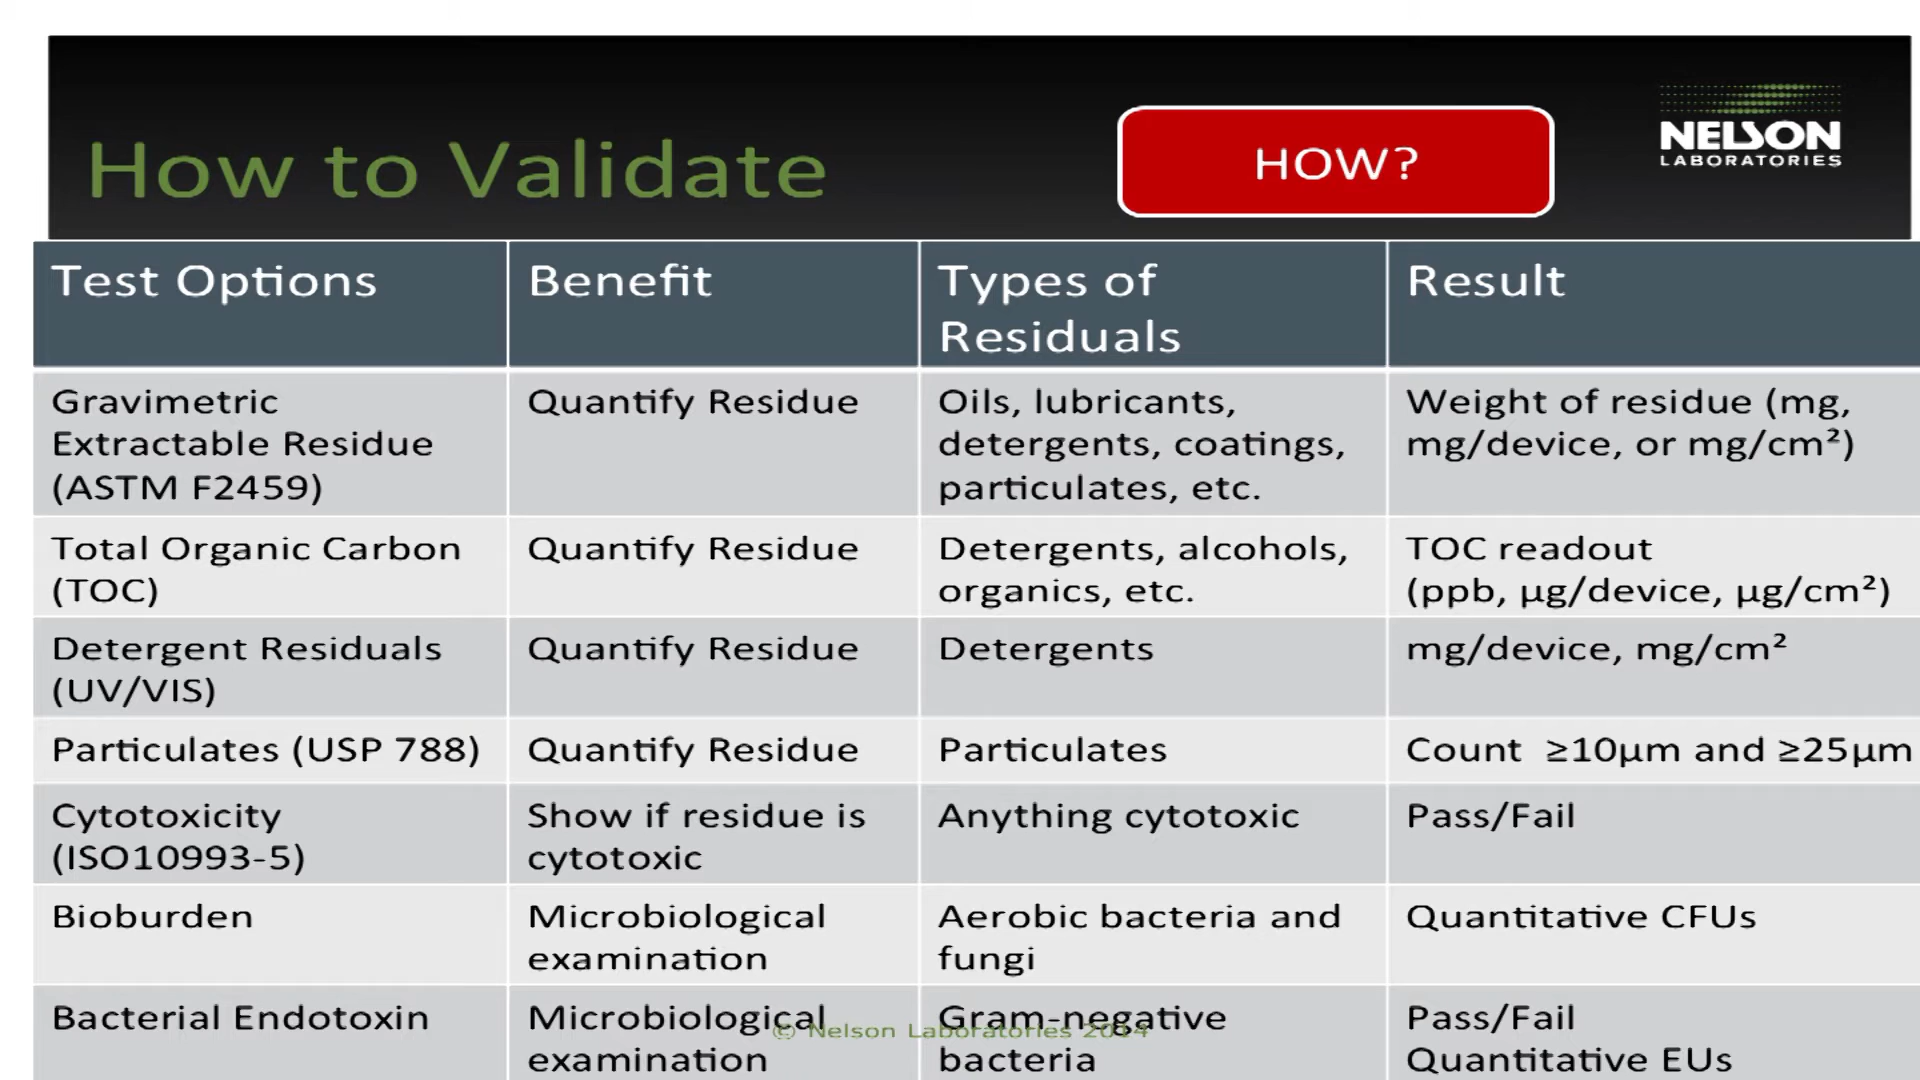 How to Validate
HOW?
NELSON
LABORATORIES
Test Options
Benefit
Types of
Residuals
Result
Gravimetric
Extractable Residue
(ASTM F2459)
Quantify Residue
Oils, lubricants,
detergents, coatings,
particulates, etc.
Weight of residue (mg,
mg/device, or mg/cm²)
Total Organic Carbon
(TOC)
Quantify Residue
Detergents, alcohols,
organics, etc.
TOC readout
(ppb, µg/device, µg/cm²)
Detergent Residuals
(UV/VIS)
Quantify Residue
Detergents
mg/device, mg/cm²
Particulates (USP 788)
Quantify Residue
Particulates
Count ≥10µm and ≥25µm
Cytotoxicity
(ISO10993-5)
Show if residue is
cytotoxic
Anything cytotoxic
Pass/Fail
Bioburden
Microbiological
examination
Aerobic bacteria and
fungi
Quantitative CFUs
Bacterial Endotoxin
Microbiological
examination
Gram-negative
bacteria
Pass/Fail
Quantitative EUs
© Nelson Laboratories 2014